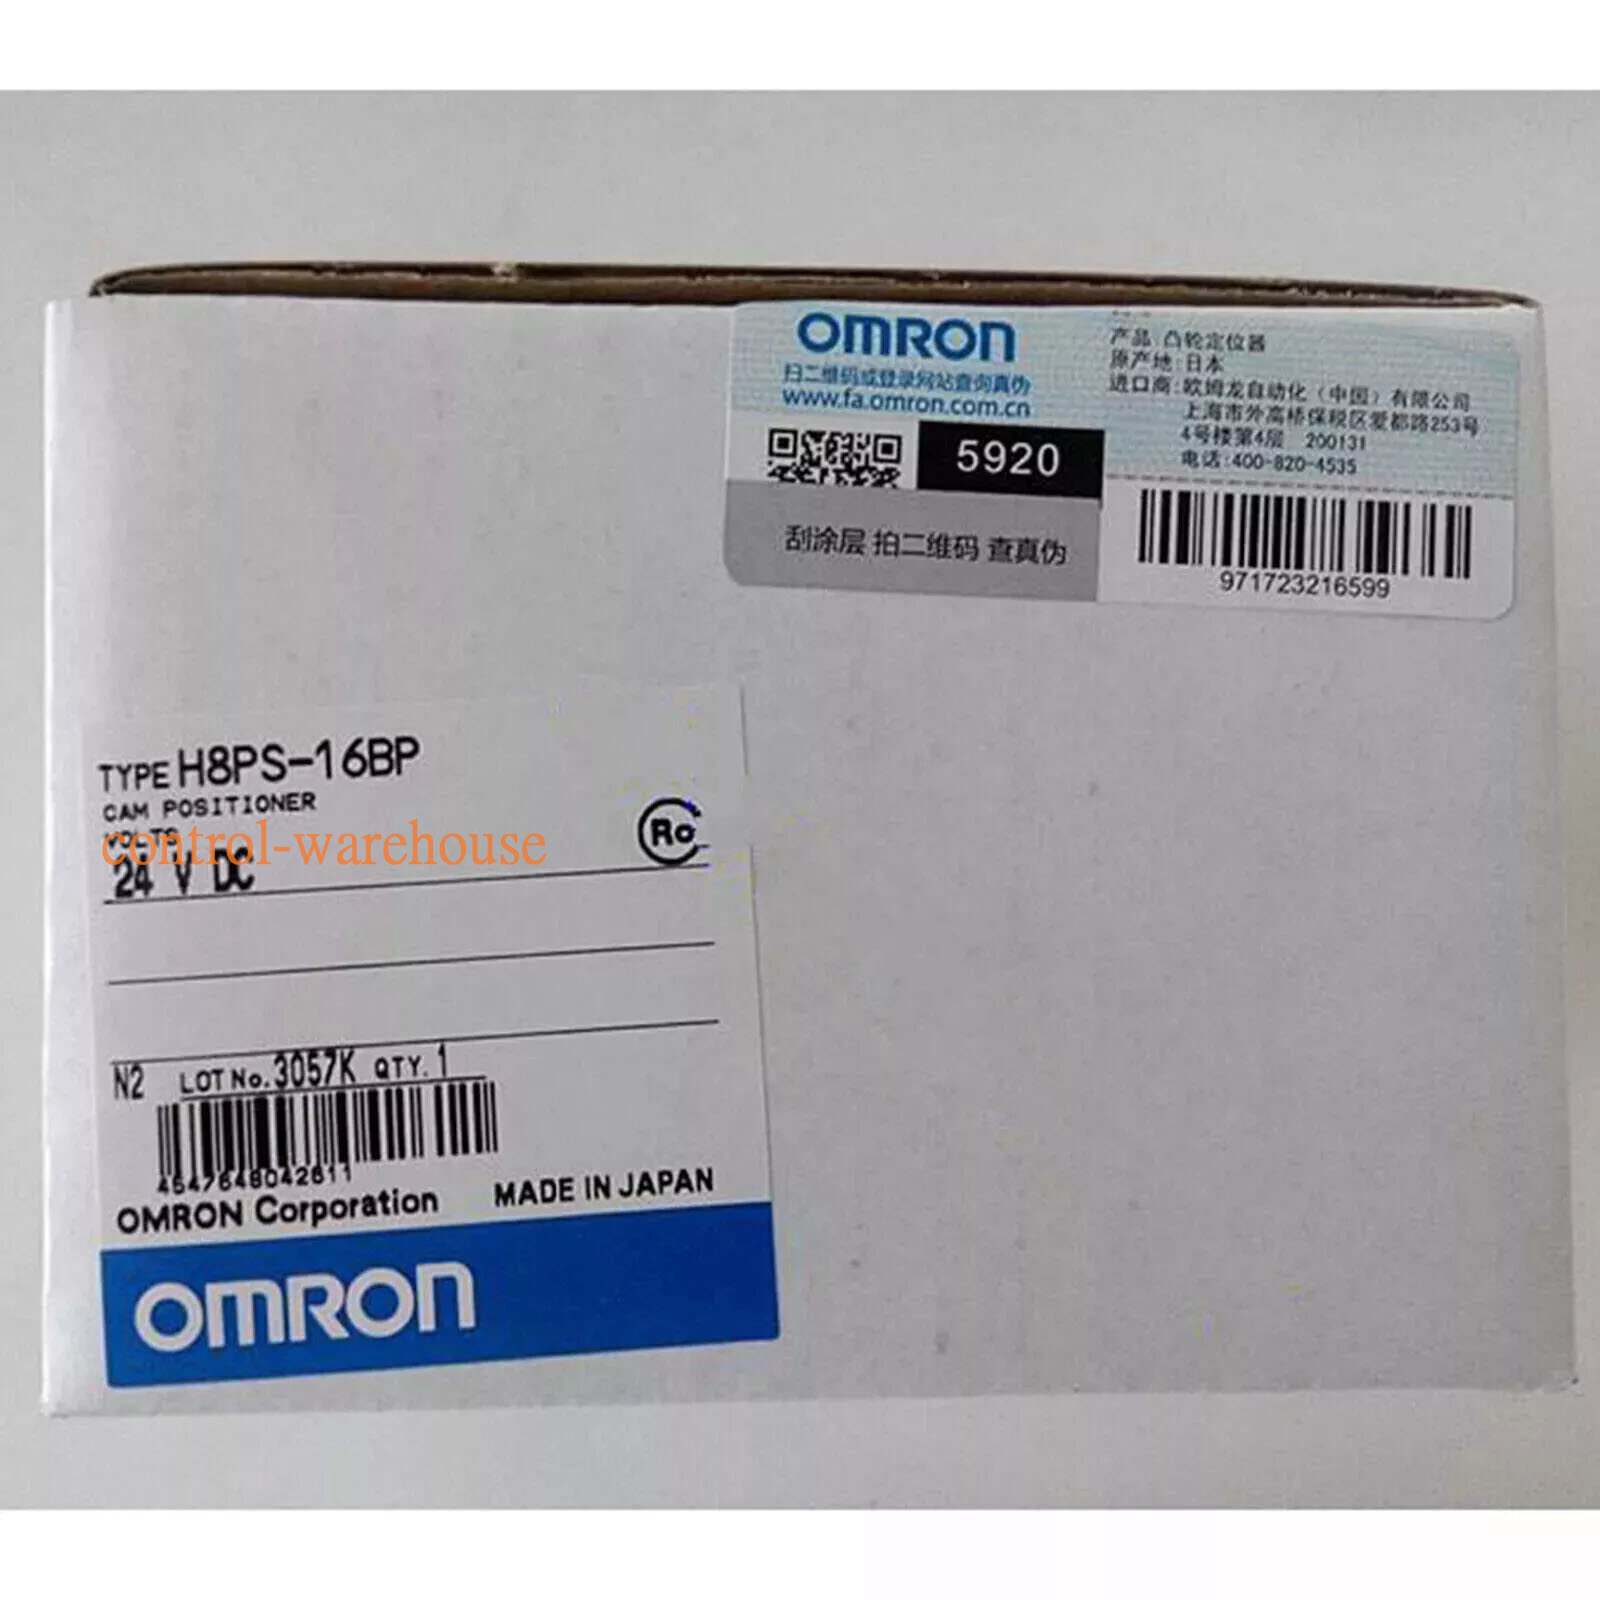 OMRON
扫二维码或登录网站查询真伪
www.fa.omron.com.cn
5920
刮涂层 拍二维码 查真伪
产品:凸轮定位器
原产地:日本
进口商:欧姆龙自动化（中国）有限公司
上海市外高桥保税区爱都路253号
4号楼第4层 200131
电话:400-820-4535
971723216599
TYPE H8PS-16BP
CAM POSITIONER
VOLTS
control-warehouse
24 V DC
Ro
N2 LOT No. 3057K QTY. 1
4547648042611
OMRON Corporation MADE IN JAPAN
OMRON